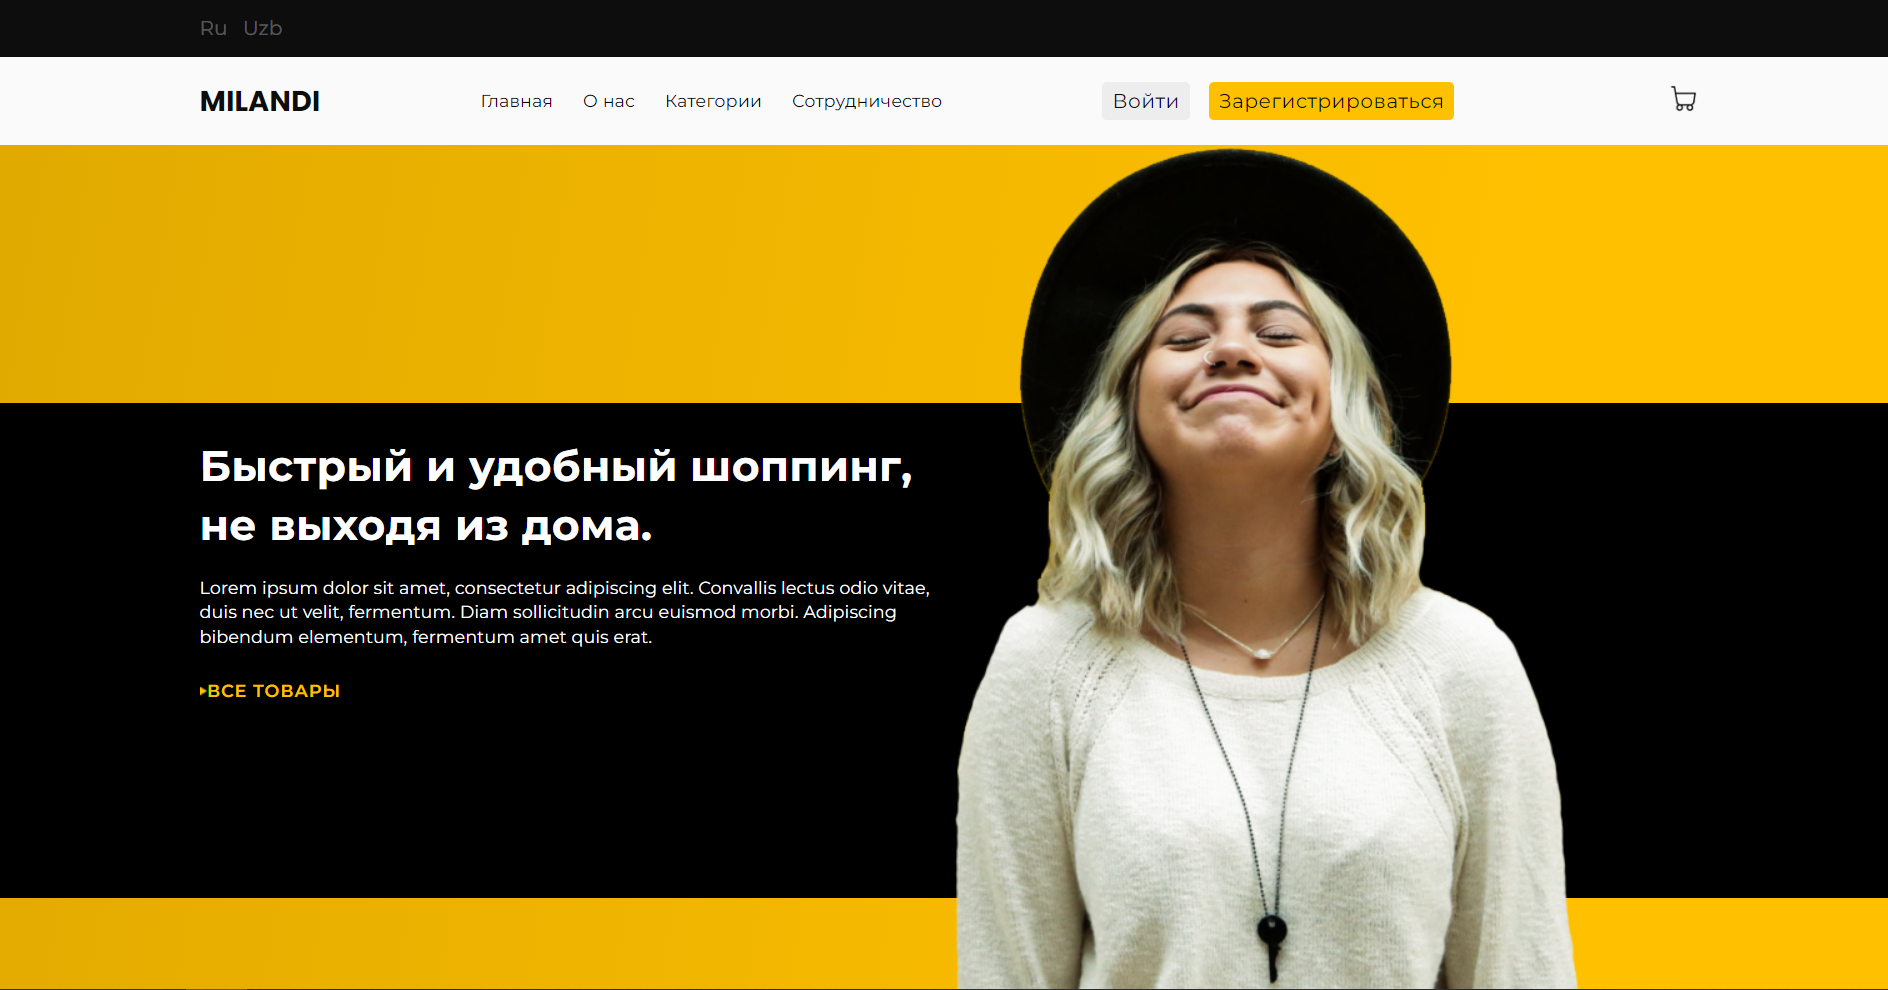 Ru Uzb
MILANDI Главная О нас Категории Сотрудничество Войти Зарегистрироваться
Быстрый и удобный шоппинг,
не выходя из дома.
Lorem ipsum dolor sit amet, consectetur adipiscing elit. Convallis lectus odio vitae,
duis nec ut velit, fermentum. Diam sollicitudin arcu euismod morbi. Adipiscing
bibendum elementum, fermentum amet quis erat.
ВСЕ ТОВАРЫ